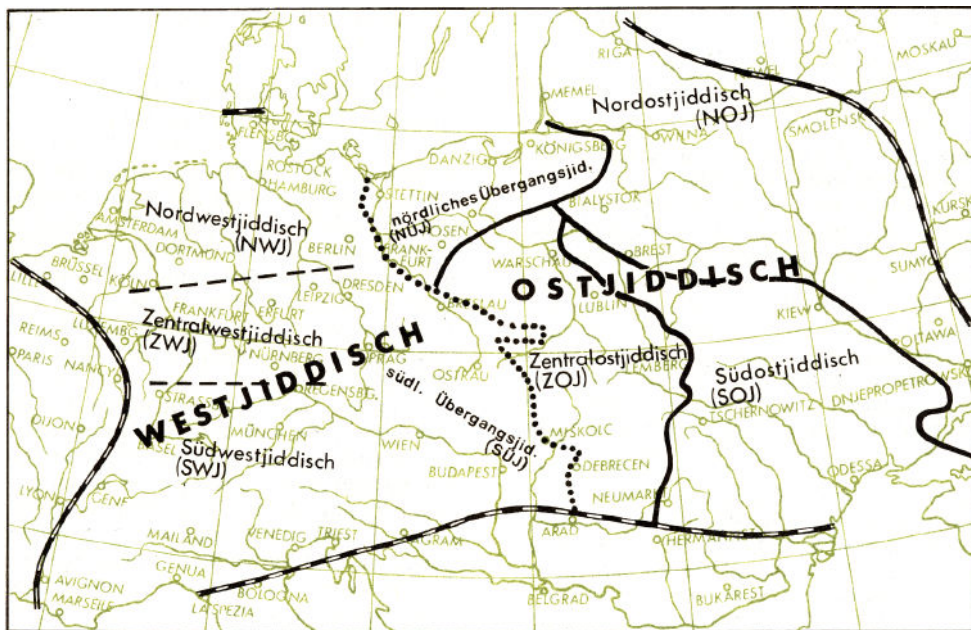 RIGA
MOSKAU
MEMEL
Nordostjiddisch
(NOJ)
SMOLENSK
WILNA
FLENSBG.
KÖNIGSBERG
DANZIG
ROSTOCK
HAMBURG
STETTIN
nördliches Übergangsjid.
(NÜJ)
BIALYSTOK
KURSK
Nordwestjiddisch
(NWJ)
AMSTERDAM
DORTMUND
BERLIN
FRANK-
FURT
POSEN
WARSCHAU
BREST
SUMY
LILLE
BRÜSSEL
KÖLN
OSTJIDDISCH
DRESDEN
LEIPZIG
BRESLAU
LUBLIN
KIEW
FRANKFURT
ERFURT
REIMS
LUXEMBG.
Zentralwestjiddisch
(ZWJ)
POLTAWA
PARIS
NANCY
NÜRNBERG
PRAG
OSTRAU
Zentralostjiddisch
(ZOJ)
LEMBERG
Südostjiddisch
(SOJ)
DNJEPROPETROWSK
WESTJIDDISCH
REGENSBG.
südl. Übergangsjid.
(SÜJ)
STRASSB
TSCHERNOWITZ
DIJON
MÜNCHEN
WIEN
MISKOLC
BASEL
Südwestjiddisch
(SWJ)
BUDAPEST
DEBRECEN
ODESSA
LYON
GENF
NEUMARKT
MAILAND
VENEDIG
TRIEST
AGRAM
ARAD
HERMANNST
GENUA
AVIGNON
MARSEILE
LA SPEZIA
BOLOGNA
BELGRAD
BUKAREST